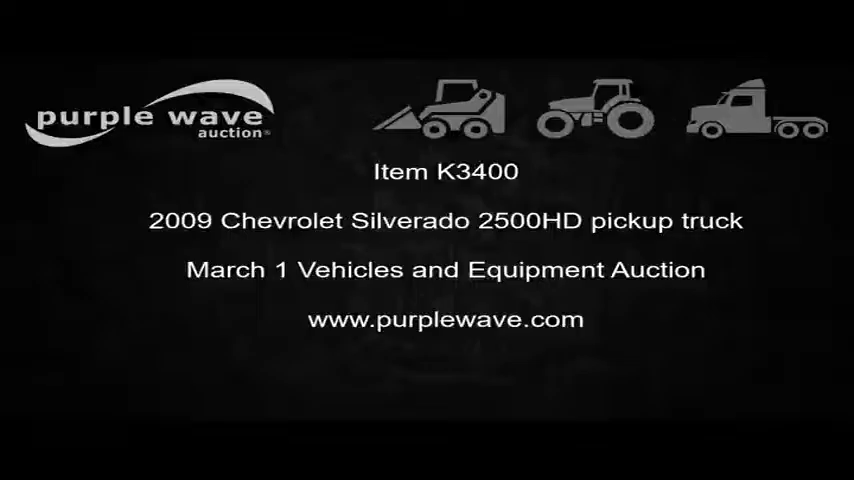 purple wave
auction®
Item K3400
2009 Chevrolet Silverado 2500HD pickup truck
March 1 Vehicles and Equipment Auction
www.purplewave.com